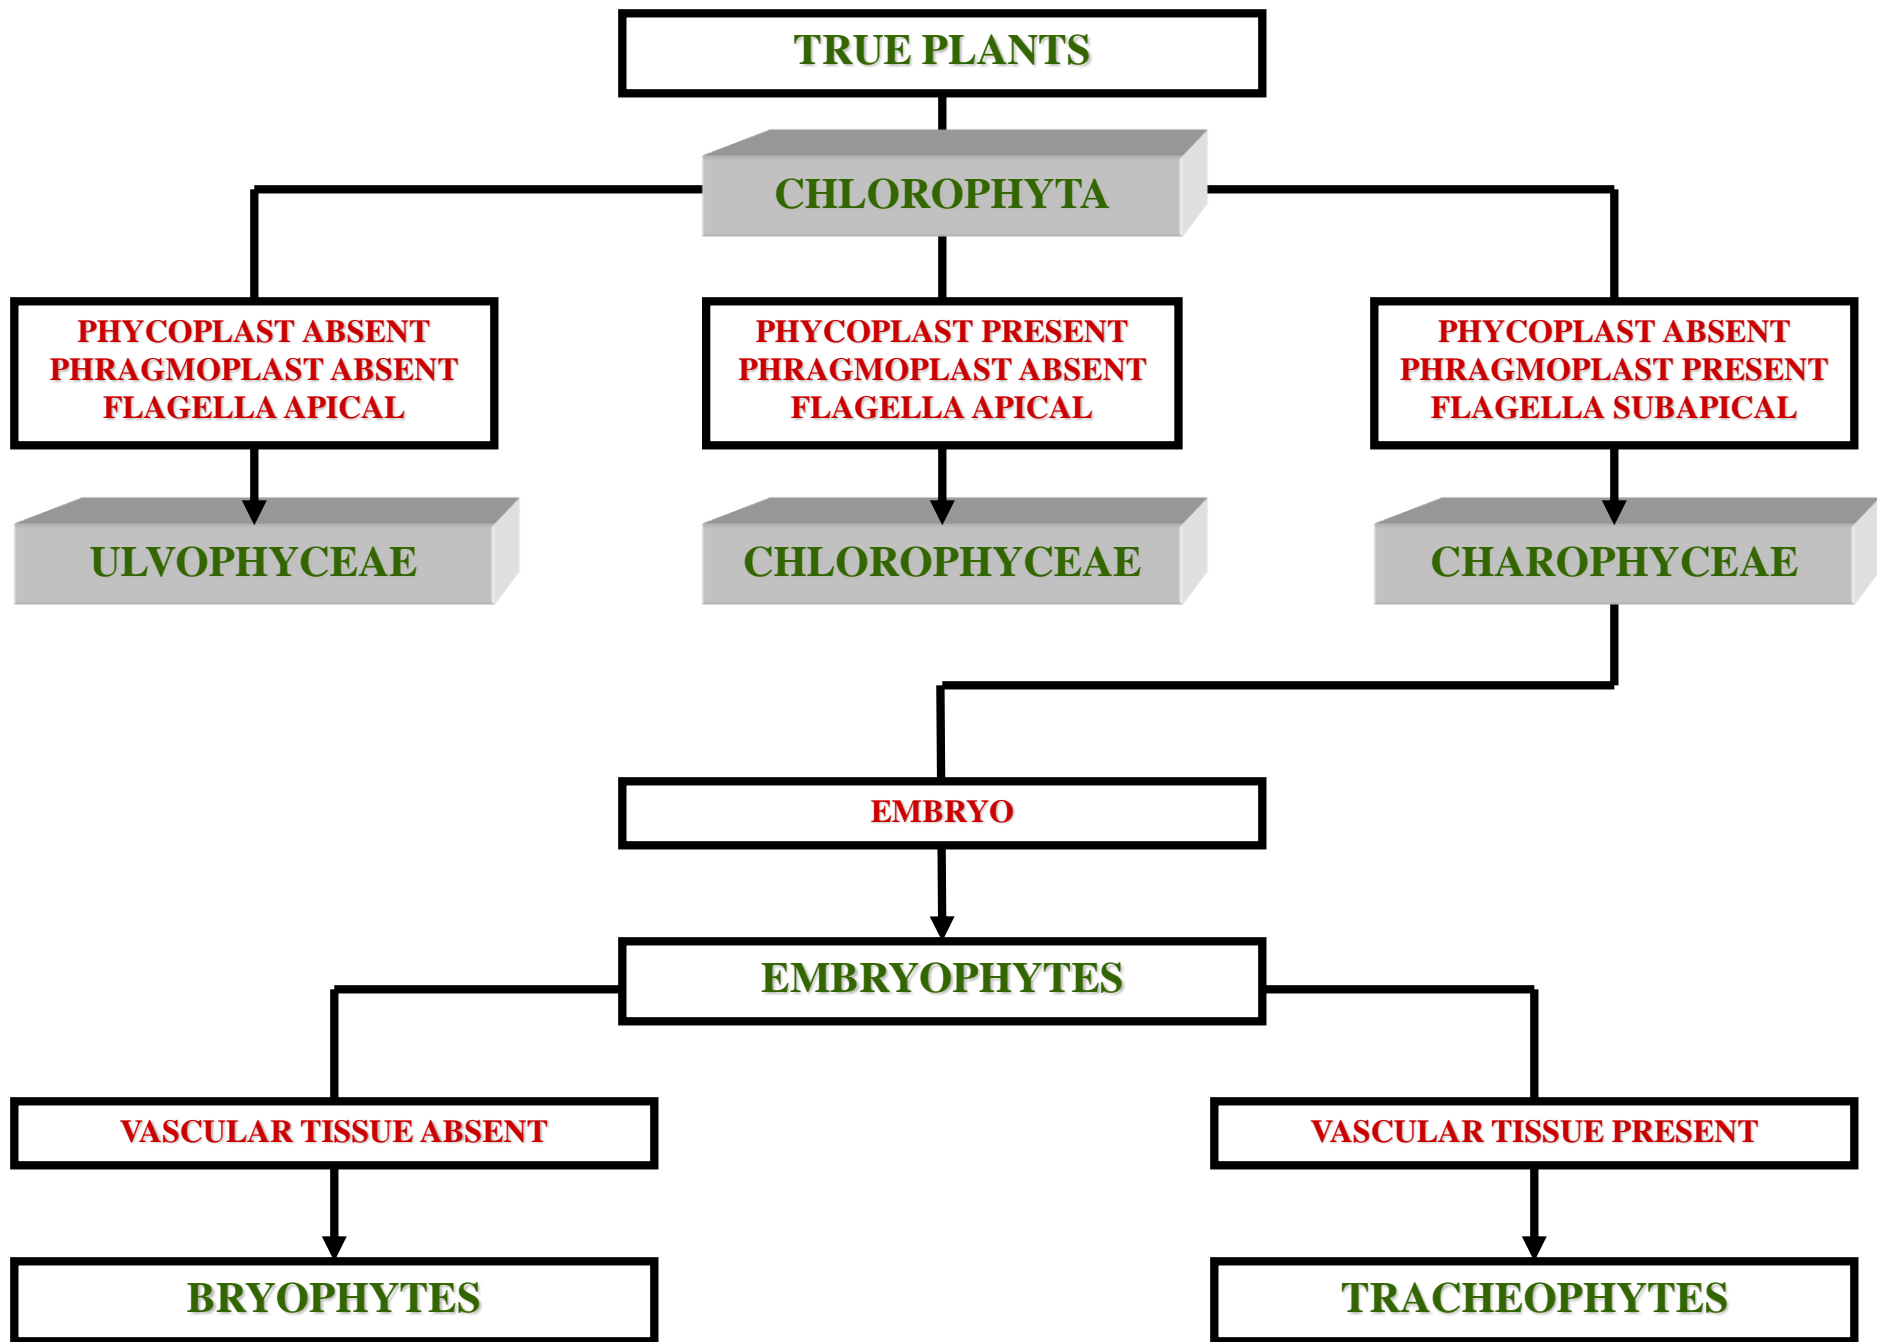 TRUE PLANTS
CHLOROPHYTA
PHYCOPLAST ABSENT
PHRAGMOPLAST ABSENT
FLAGELLA APICAL
PHYCOPLAST PRESENT
PHRAGMOPLAST ABSENT
FLAGELLA APICAL
PHYCOPLAST ABSENT
PHRAGMOPLAST PRESENT
FLAGELLA SUBAPICAL
ULVOPHYCEAE
CHLOROPHYCEAE
CHAROPHYCEAE
EMBRYO
EMBRYOPHYTES
VASCULAR TISSUE ABSENT
VASCULAR TISSUE PRESENT
BRYOPHYTES
TRACHEOPHYTES